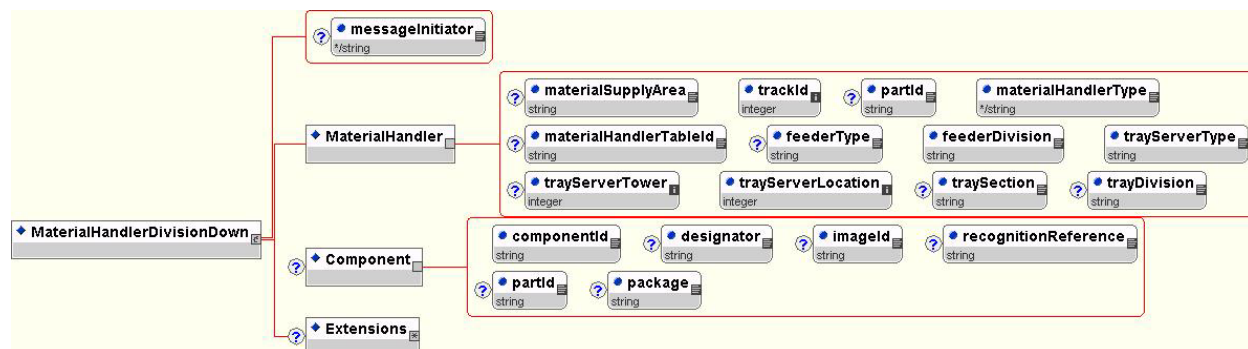 ? messageInitiator
*/string
? materialSupplyArea trackId ? partId materialHandlerType
string integer string */string
MaterialHandler ? materialHandlerTableId ? feederType feederDivision trayServerType
string string string string
? trayServerTower trayServerLocation ? traySection ? trayDivision
integer integer string string
MaterialHandlerDivisionDown
componentId ? designator ? imageId ? recognitionReference
string string string string
? Component
? partId ? package
string string
? Extensions